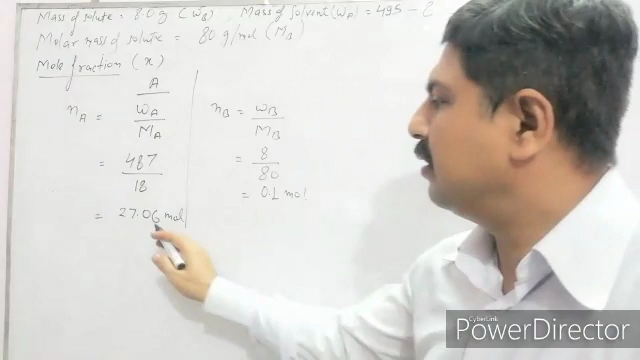 Mass of solute = 8.0 g (WB), Mass of solvent (WA) = 495 - 8
Molar mass of solute = 80 g/mol (MB)
Mole fraction (x)
A
nA = WA / MA
nB = WB / MB
= 487 / 18
= 8 / 80
= 27.06 mol
= 0.1 mol
CyberLink
PowerDirector